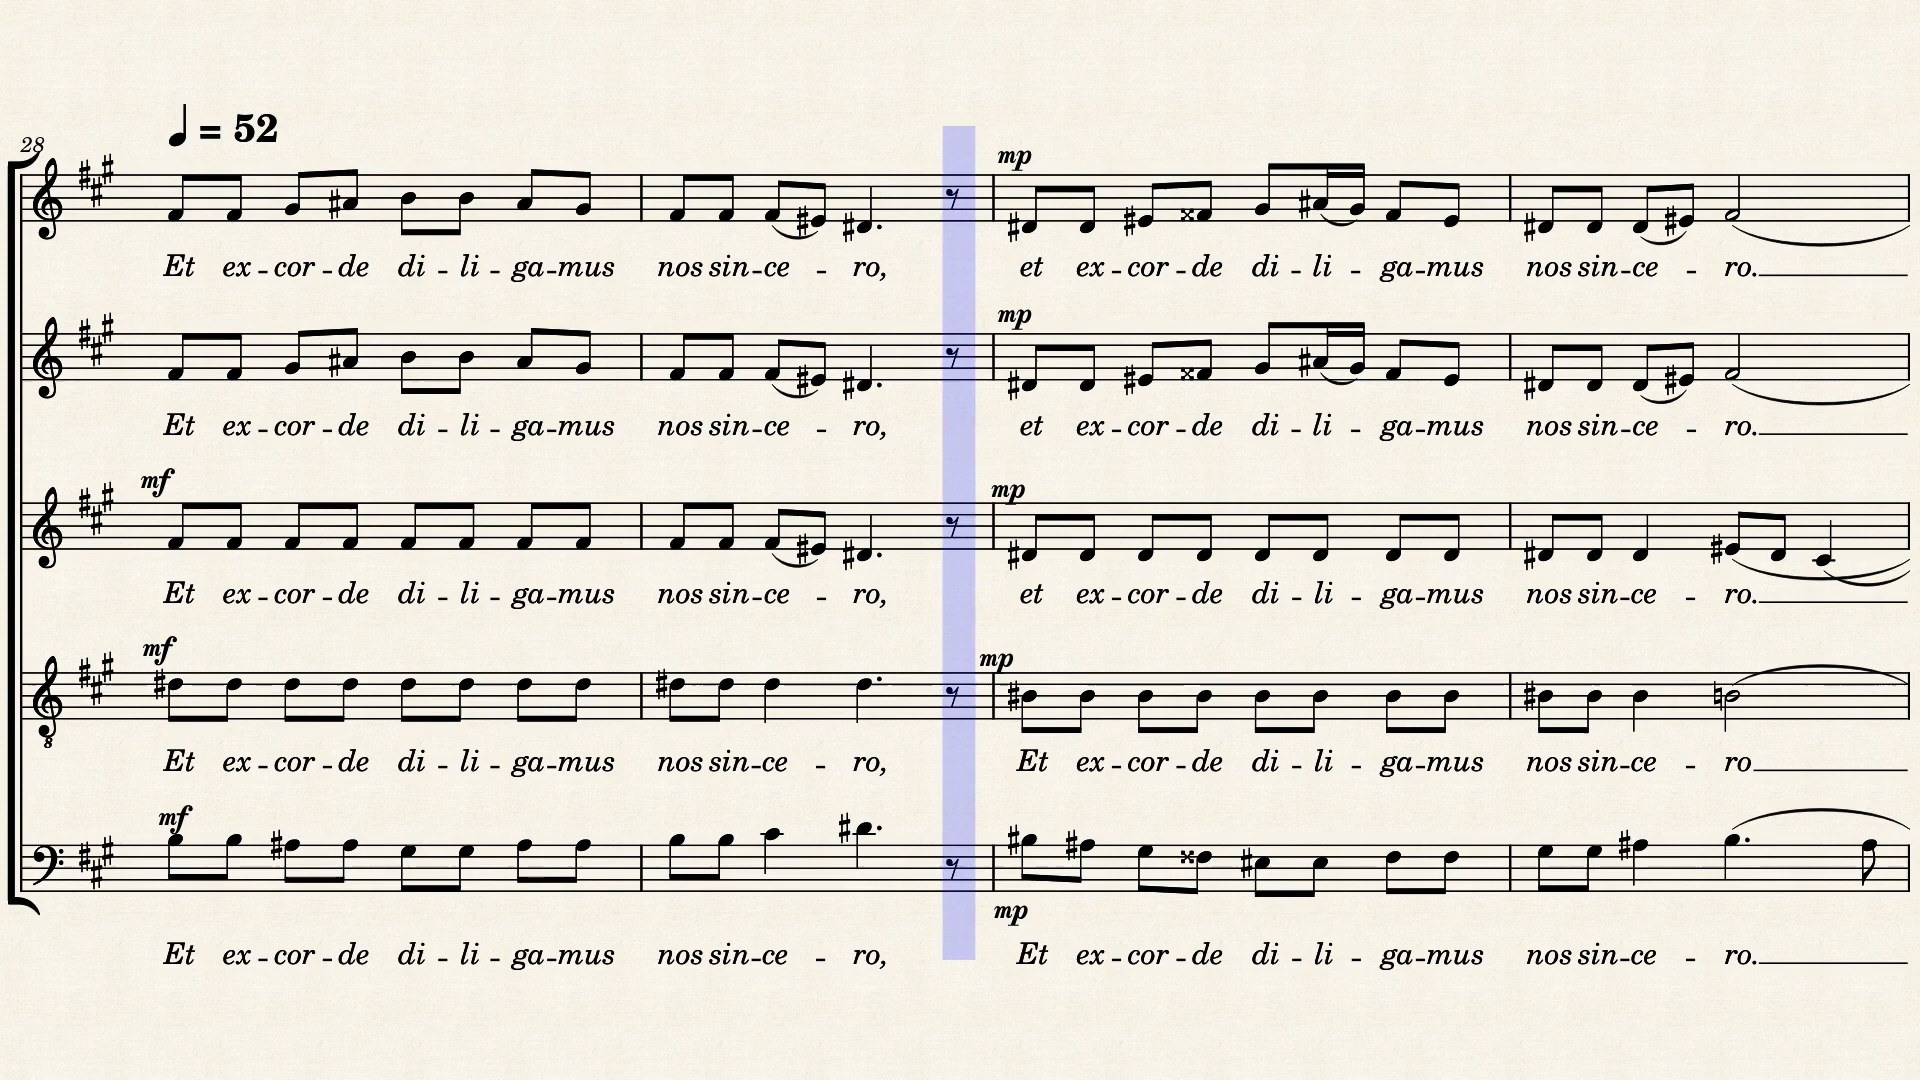 ♩ = 52
28
mp
Et ex - cor - de di - li - ga - mus nos sin - ce - ro, et ex - cor - de di - li - ga - mus nos sin - ce - ro.
mp
Et ex - cor - de di - li - ga - mus nos sin - ce - ro, et ex - cor - de di - li - ga - mus nos sin - ce - ro.
mf mp
Et ex - cor - de di - li - ga - mus nos sin - ce - ro, et ex - cor - de di - li - ga - mus nos sin - ce - ro.
mf mp
8
Et ex - cor - de di - li - ga - mus nos sin - ce - ro, Et ex - cor - de di - li - ga - mus nos sin - ce - ro
mf
mp
Et ex - cor - de di - li - ga - mus nos sin - ce - ro, Et ex - cor - de di - li - ga - mus nos sin - ce - ro.